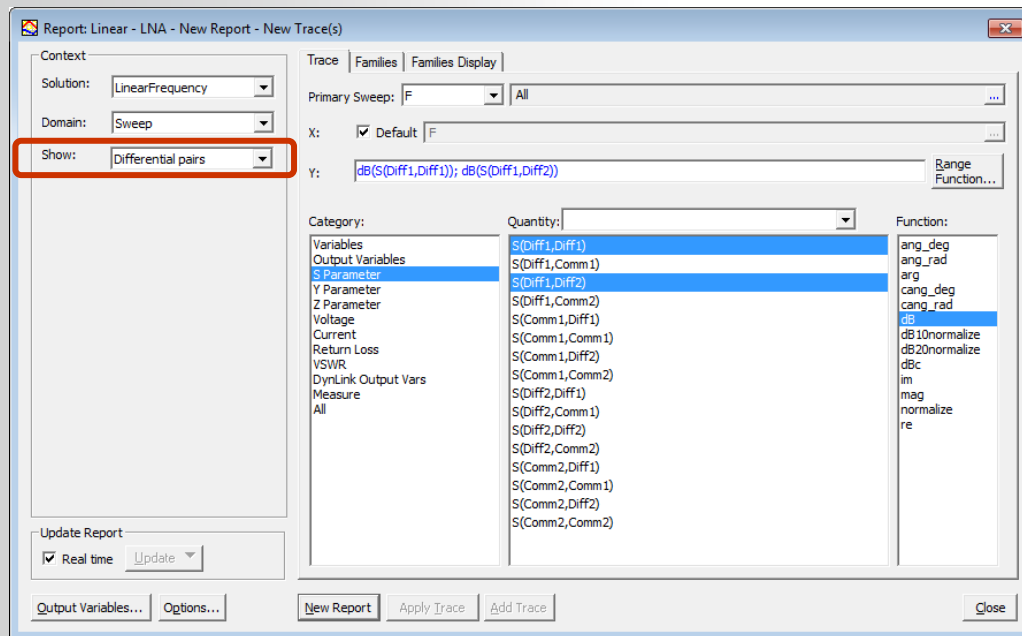 Report: Linear - LNA - New Report - New Trace(s)
Context
Solution: LinearFrequency
Domain: Sweep
Show: Differential pairs
Update Report
Real time Update
Output Variables... Options...
Trace Families Families Display
Primary Sweep: F All ...
X: Default F ...
Y: dB(S(Diff1,Diff1)); dB(S(Diff1,Diff2))
Range
Function...
Category:
Variables
Output Variables
S Parameter
Y Parameter
Z Parameter
Voltage
Current
Return Loss
VSWR
DynLink Output Vars
Measure
All
Quantity:
S(Diff1,Diff1)
S(Diff1,Comm1)
S(Diff1,Diff2)
S(Diff1,Comm2)
S(Comm1,Diff1)
S(Comm1,Comm1)
S(Comm1,Diff2)
S(Comm1,Comm2)
S(Diff2,Diff1)
S(Diff2,Comm1)
S(Diff2,Diff2)
S(Diff2,Comm2)
S(Comm2,Diff1)
S(Comm2,Comm1)
S(Comm2,Diff2)
S(Comm2,Comm2)
Function:
ang_deg
ang_rad
arg
cang_deg
cang_rad
dB
dB10normalize
dB20normalize
dBc
im
mag
normalize
re
New Report Apply Trace Add Trace Close